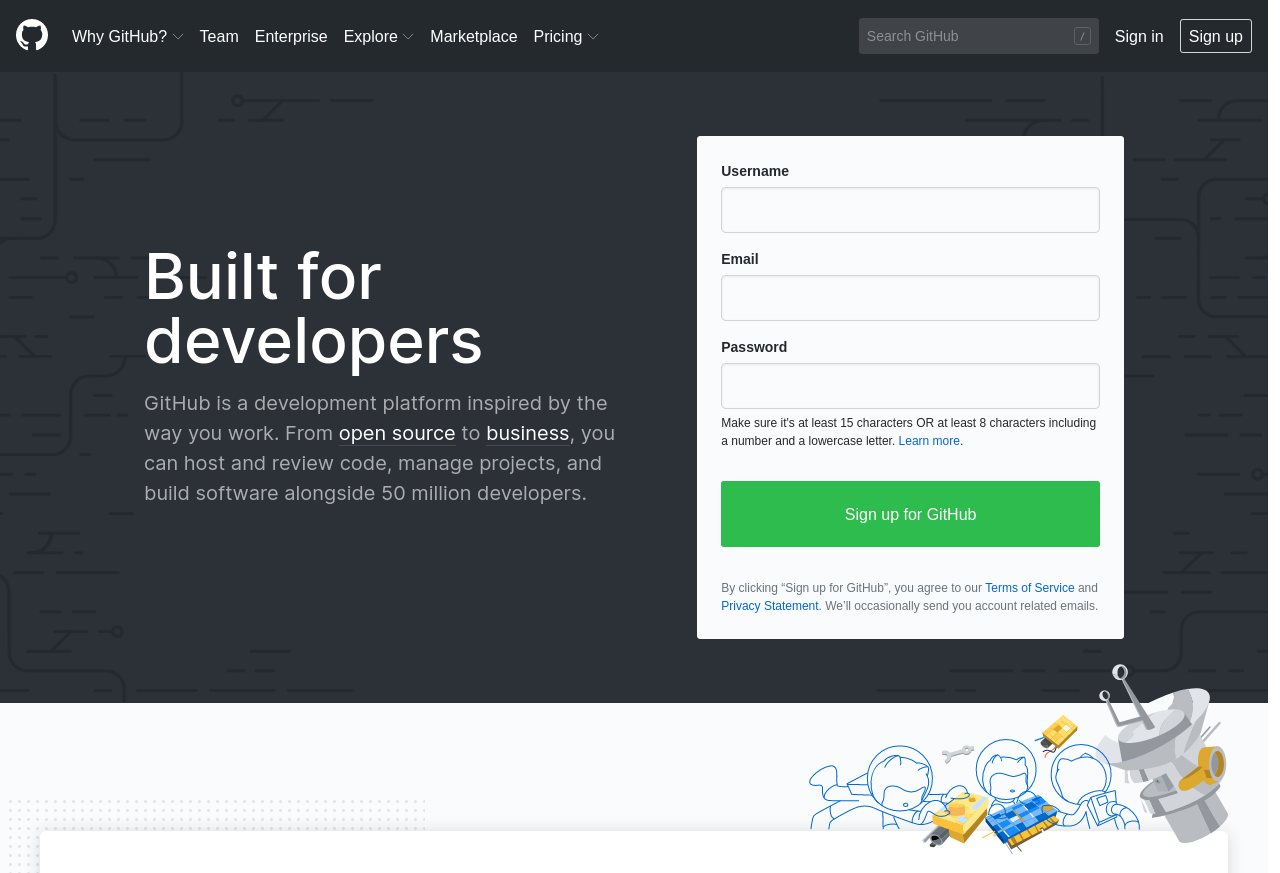 Why GitHub? Team Enterprise Explore Marketplace Pricing Search GitHub / Sign in Sign up
Built for
developers
GitHub is a development platform inspired by the
way you work. From open source to business, you
can host and review code, manage projects, and
build software alongside 50 million developers.
Username
Email
Password
Make sure it's at least 15 characters OR at least 8 characters including
a number and a lowercase letter. Learn more.
Sign up for GitHub
By clicking “Sign up for GitHub”, you agree to our Terms of Service and
Privacy Statement. We’ll occasionally send you account related emails.